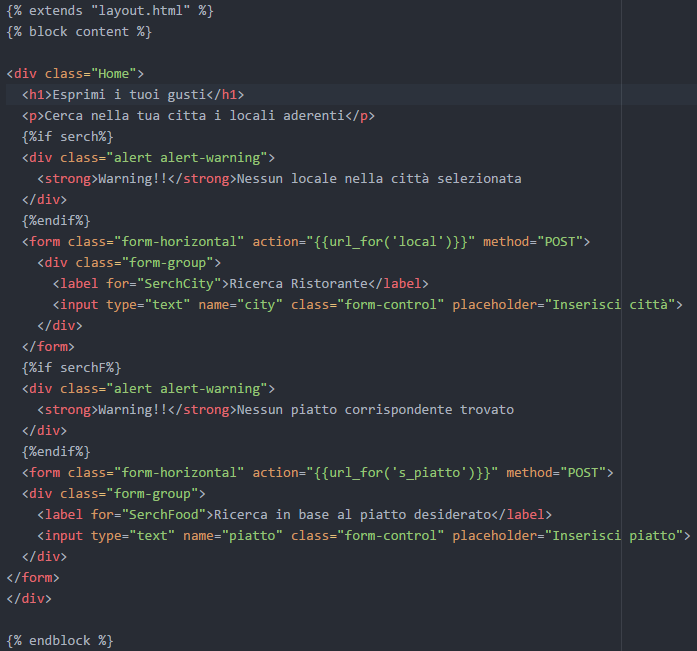 {% extends "layout.html" %}
{% block content %}
<div class="Home">
<h1>Esprimi i tuoi gusti</h1>
<p>Cerca nella tua citta i locali aderenti</p>
{%if serch%}
<div class="alert alert-warning">
<strong>Warning!!</strong>Nessun locale nella città selezionata
</div>
{%endif%}
<form class="form-horizontal" action="{{url_for('local')}}" method="POST">
<div class="form-group">
<label for="SerchCity">Ricerca Ristorante</label>
<input type="text" name="city" class="form-control" placeholder="Inserisci città">
</div>
</form>
{%if serchF%}
<div class="alert alert-warning">
<strong>Warning!!</strong>Nessun piatto corrispondente trovato
</div>
{%endif%}
<form class="form-horizontal" action="{{url_for('s_piatto')}}" method="POST">
<div class="form-group">
<label for="SerchFood">Ricerca in base al piatto desiderato</label>
<input type="text" name="piatto" class="form-control" placeholder="Inserisci piatto">
</div>
</form>
</div>
{% endblock %}